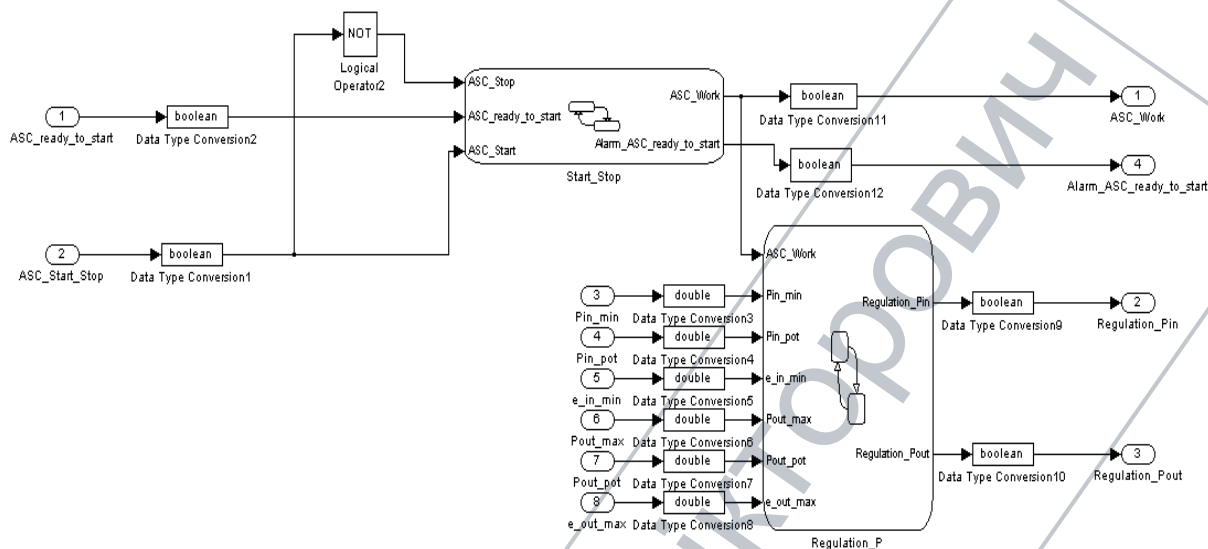 NOT
Logical
Operator2
1
ASC_ready_to_start
boolean
Data Type Conversion2
2
ASC_Start_Stop
boolean
Data Type Conversion1
ASC_Stop
ASC_ready_to_start
ASC_Start
ASC_Work
Alarm_ASC_ready_to_start
Start_Stop
boolean
Data Type Conversion11
1
ASC_Work
boolean
Data Type Conversion12
4
Alarm_ASC_ready_to_start
3
Pin_min
double
Data Type Conversion3
4
Pin_pot
double
Data Type Conversion4
5
e_in_min
double
Data Type Conversion5
6
Pout_max
double
Data Type Conversion6
7
Pout_pot
double
Data Type Conversion7
8
e_out_max
double
Data Type Conversion8
ASC_Work
Pin_min
Pin_pot
e_in_min
Pout_max
Pout_pot
e_out_max
Regulation_Pin
Regulation_Pout
Regulation_P
boolean
Data Type Conversion9
2
Regulation_Pin
boolean
Data Type Conversion10
3
Regulation_Pout
ікторович